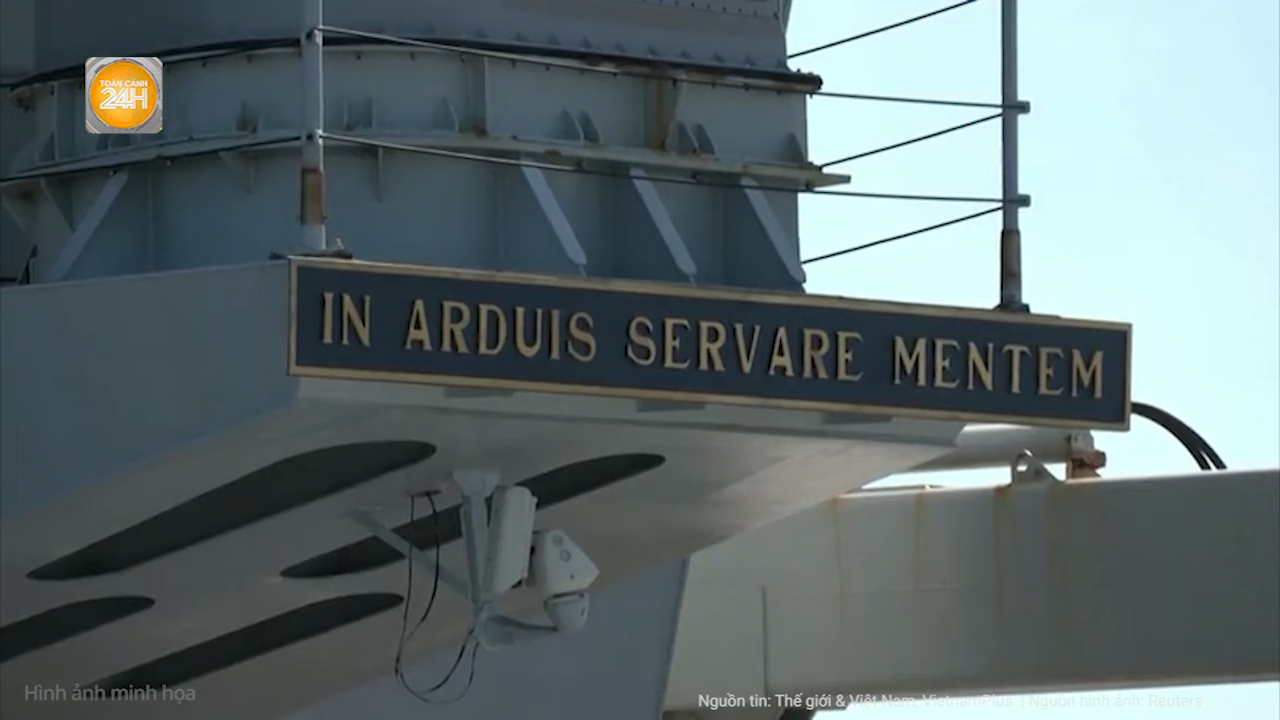 TOÀN CẢNH
24H
IN ARDUIS SERVARE MENTEM
Hình ảnh minh họa
Nguồn tin: Thế giới & Việt Nam, VietnamPlus | Nguồn hình ảnh: Reuters